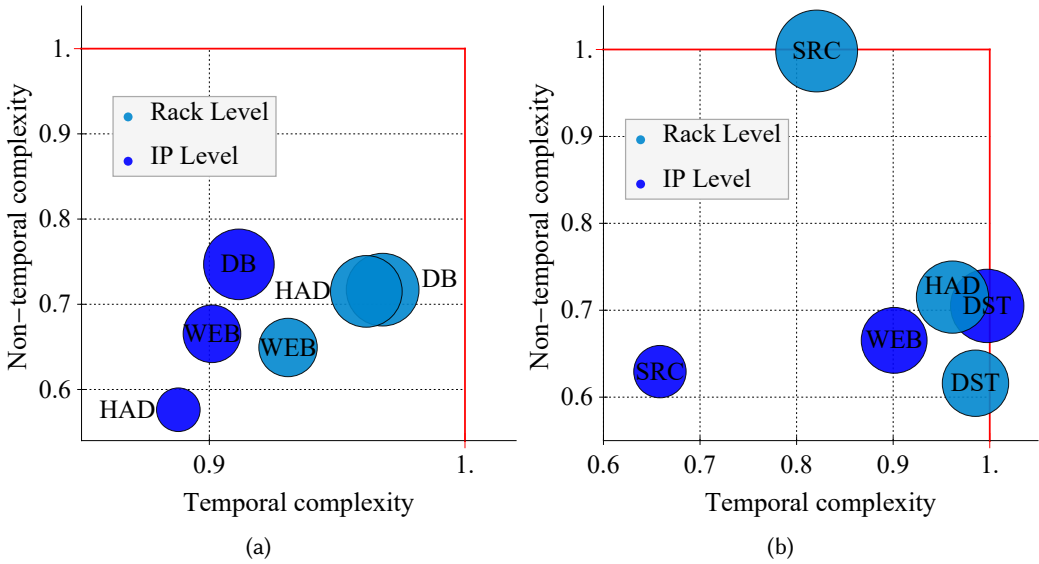 1.
0.9
0.8
0.7
0.6
Non-temporal complexity
Rack Level
IP Level
DB
HAD
DB
WEB
WEB
HAD
0.9
1.
Temporal complexity
(a)
1.
0.9
0.8
0.7
0.6
Non-temporal complexity
SRC
Rack Level
IP Level
HAD
DST
WEB
SRC
DST
0.6
0.7
0.8
0.9
1.
Temporal complexity
(b)